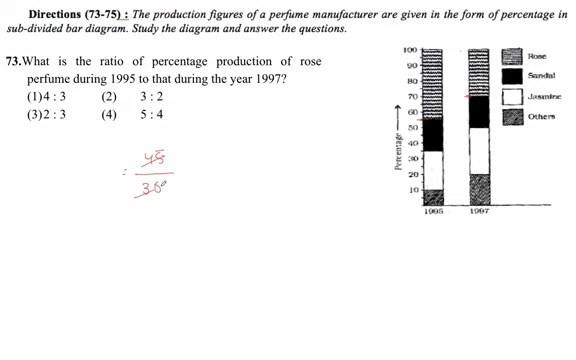 Directions (73-75) : The production figures of a perfume manufacturer are given in the form of percentage in
sub-divided bar diagram. Study the diagram and answer the questions.
73.What is the ratio of percentage production of rose
perfume during 1995 to that during the year 1997?
(1)4 : 3 (2) 3 : 2
(3)2 : 3 (4) 5 : 4
: 45
30
100
90
80
70
60
50
40
30
20
10
Percentage
1995 1997
Rose
Sandal
Jasmine
Others